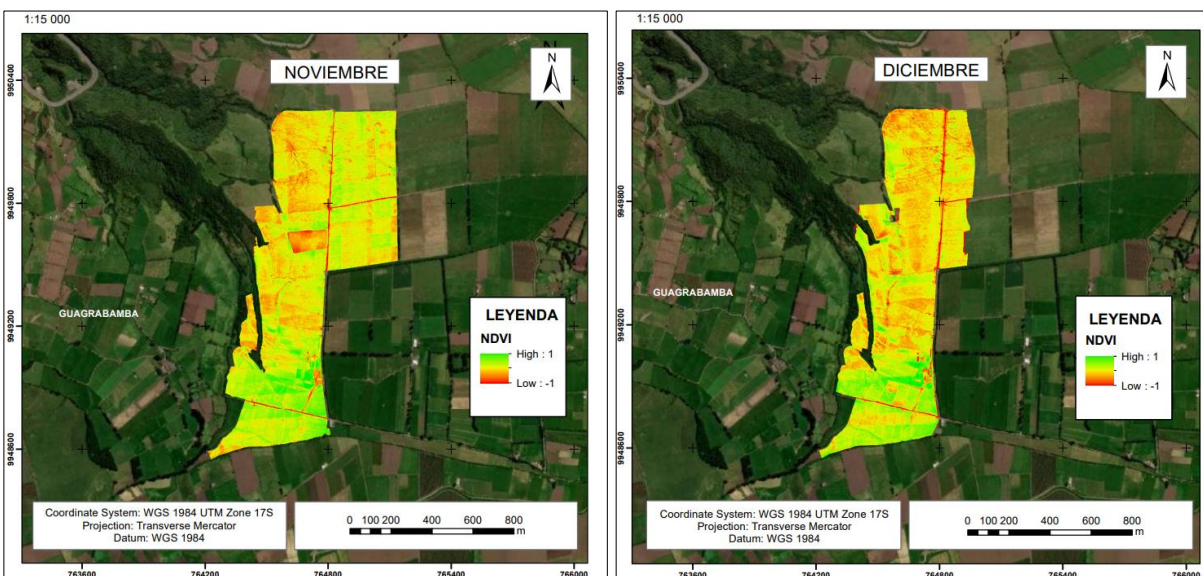 1:15 000
NOVIEMBRE
N
9950400
9949800
9949200
9948600
GUAGRABAMBA
LEYENDA
NDVI
High : 1
Low : -1
Coordinate System: WGS 1984 UTM Zone 17S
Projection: Transverse Mercator
Datum: WGS 1984
0 100 200 400 600 800
m
763600 764200 764800 765400 766000
1:15 000
DICIEMBRE
N
9950400
9949800
9949200
9948600
GUAGRABAMBA
LEYENDA
NDVI
High : 1
Low : -1
Coordinate System: WGS 1984 UTM Zone 17S
Projection: Transverse Mercator
Datum: WGS 1984
0 100 200 400 600 800
m
763600 764200 764800 765400 766000